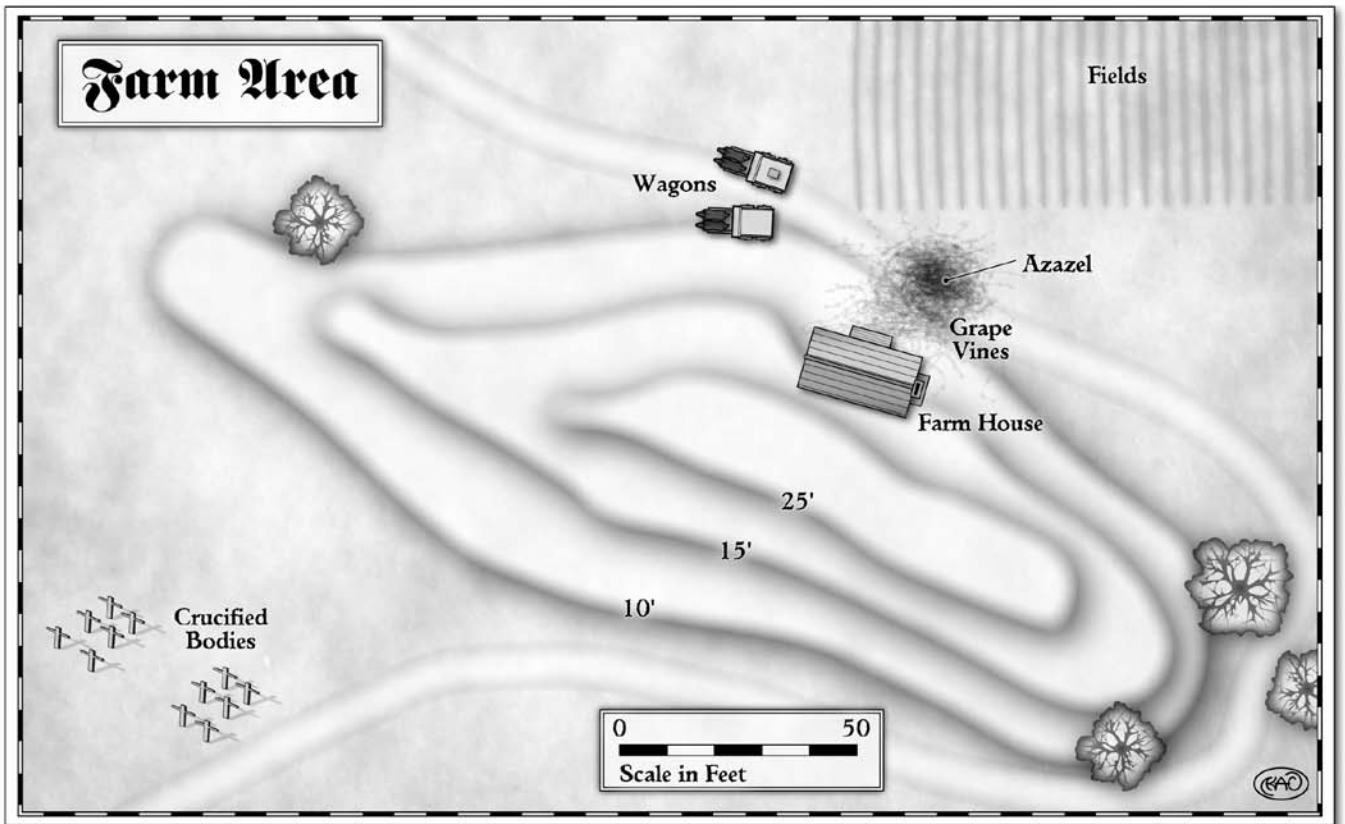 Farm Area
Fields
Wagons
Azazel
Grape
Vines
Farm House
25'
15'
10'
Crucified
Bodies
0 50
Scale in Feet